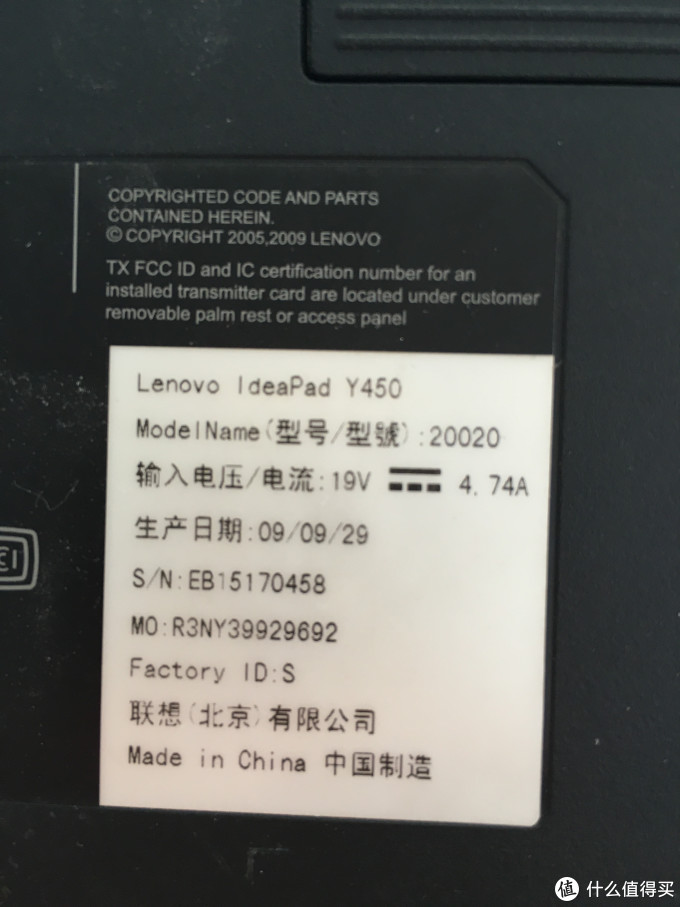 COPYRIGHTED CODE AND PARTS
CONTAINED HEREIN.
© COPYRIGHT 2005,2009 LENOVO
TX FCC ID and IC certification number for an
installed transmitter card are located under customer
removable palm rest or access panel
Lenovo IdeaPad Y450
ModelName(型号/型號):20020
输入电压/电流:19V ⎓ 4.74A
生产日期:09/09/29
S/N:EB15170458
MO:R3NY39929692
Factory ID:S
联想(北京)有限公司
Made in China 中国制造
值 什么值得买